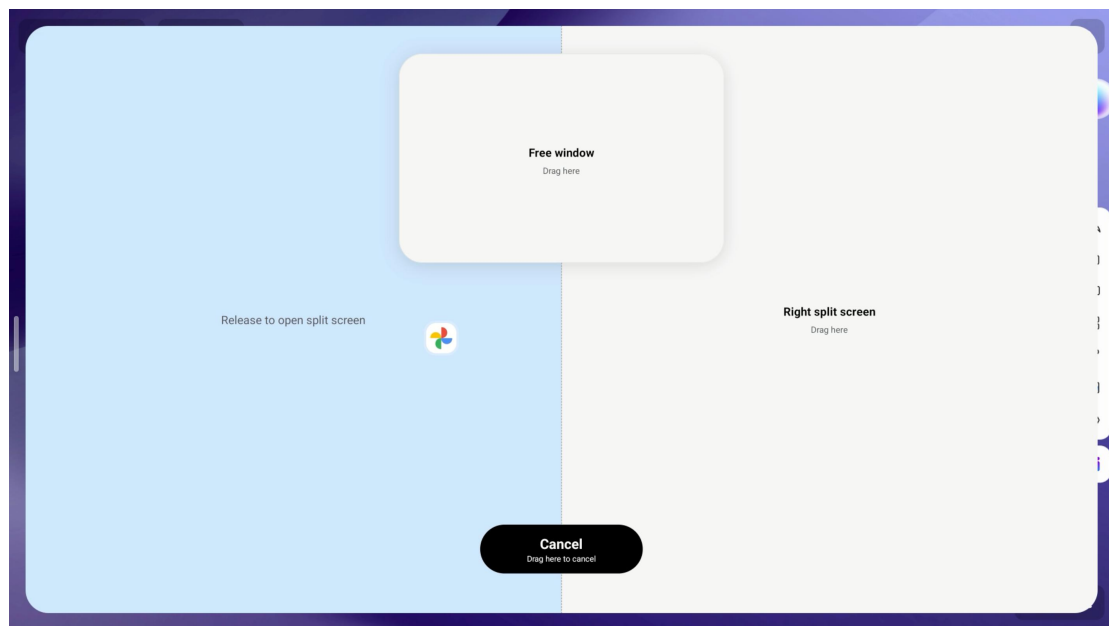 Free window
Drag here
Release to open split screen
Right split screen
Drag here
Cancel
Drag here to cancel